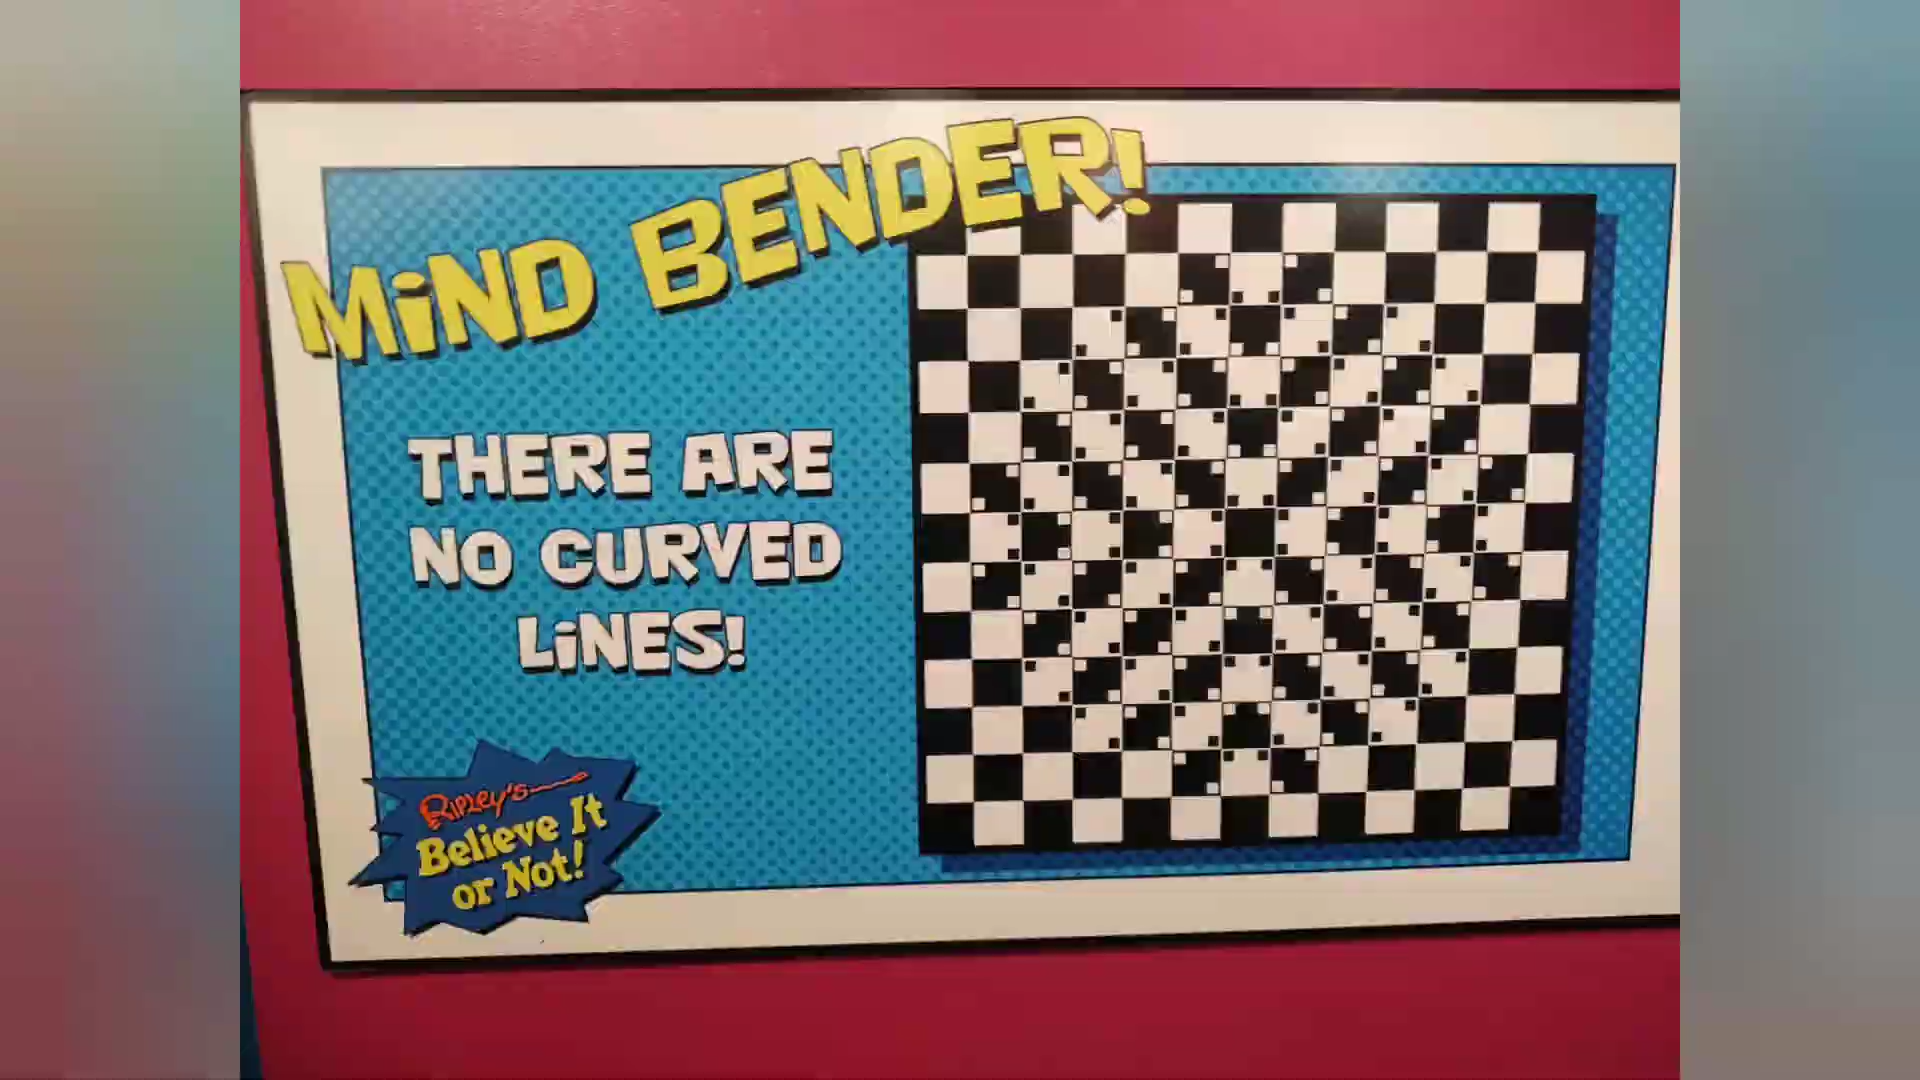 MiND BENDER!
THERE ARE
NO CURVED
LiNES!
RIPLEY'S
Believe It
or Not!